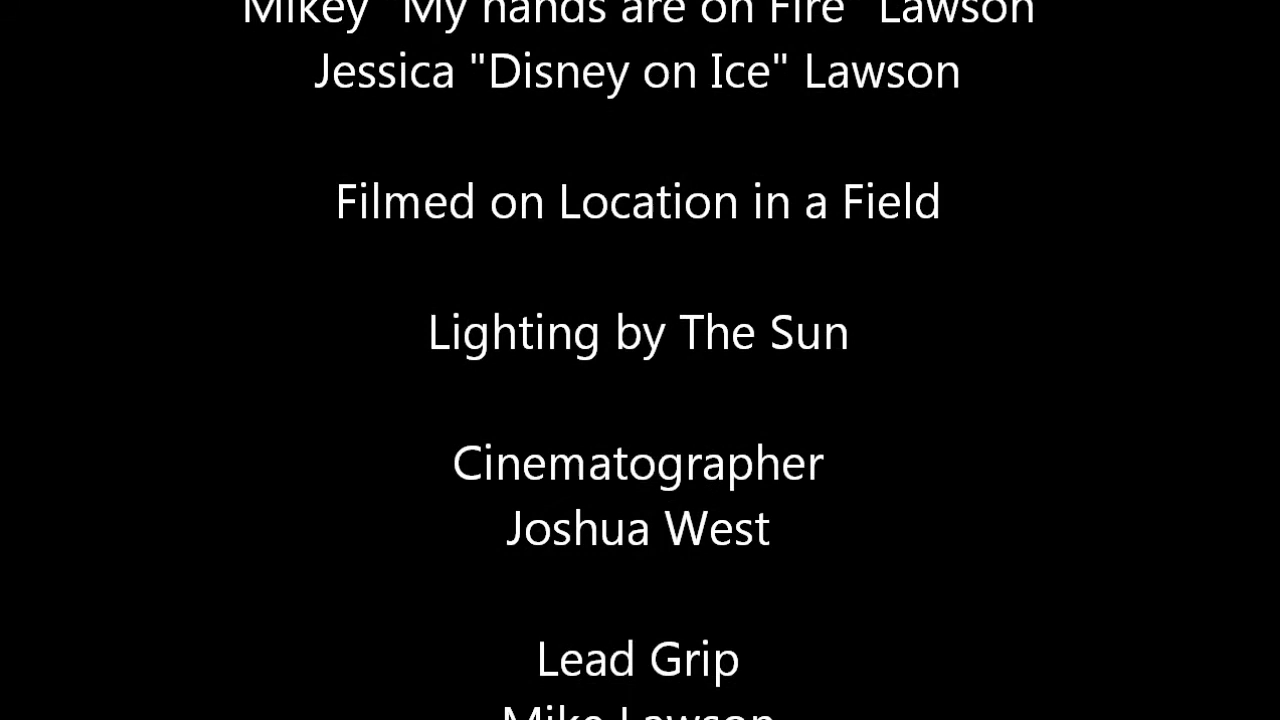 Mikey "My hands are on Fire" Lawson
Jessica "Disney on Ice" Lawson
Filmed on Location in a Field
Lighting by The Sun
Cinematographer
Joshua West
Lead Grip
Mike Lawson